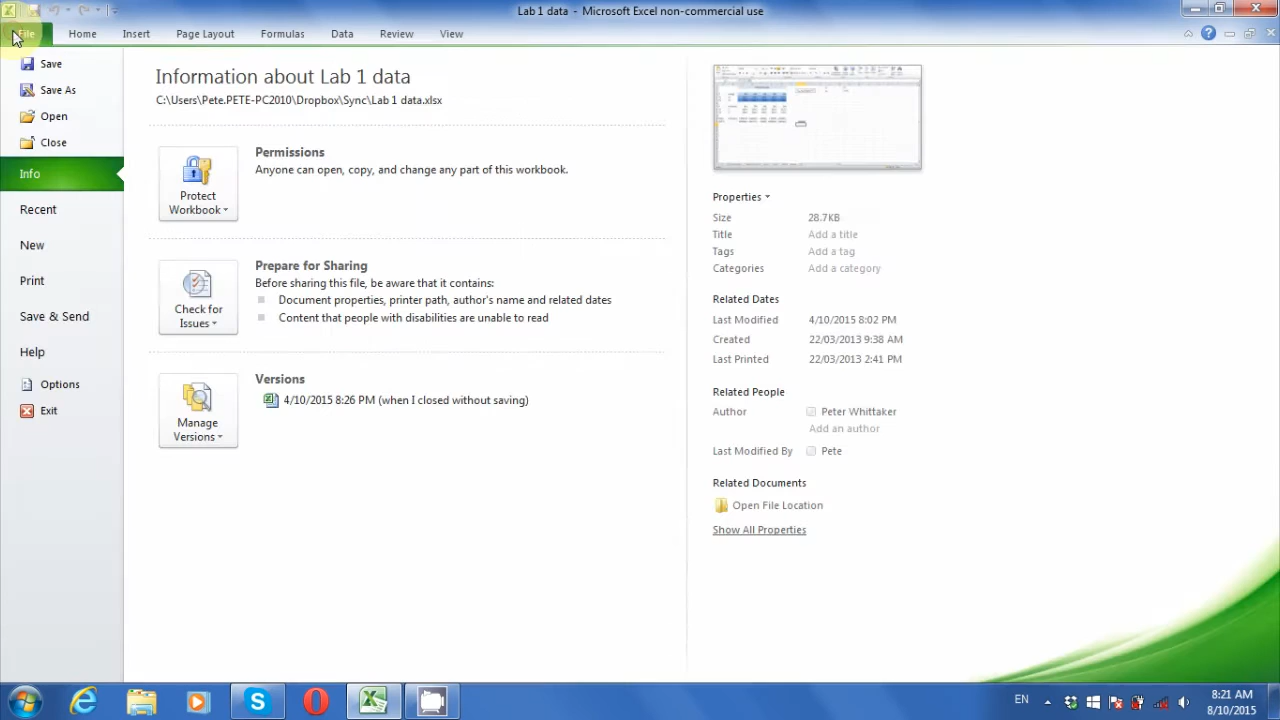 Lab 1 data - Microsoft Excel non-commercial use
File Home Insert Page Layout Formulas Data Review View
Save
Save As
Open
Close
Info
Recent
New
Print
Save & Send
Help
Options
Exit
Information about Lab 1 data
C:\Users\Pete.PETE-PC2010\Dropbox\Sync\Lab 1 data.xlsx
Protect
Workbook
Permissions
Anyone can open, copy, and change any part of this workbook.
Check for
Issues
Prepare for Sharing
Before sharing this file, be aware that it contains:
Document properties, printer path, author's name and related dates
Content that people with disabilities are unable to read
Manage
Versions
Versions
4/10/2015 8:26 PM (when I closed without saving)
Properties
Size 28.7KB
Title Add a title
Tags Add a tag
Categories Add a category
Related Dates
Last Modified 4/10/2015 8:02 PM
Created 22/03/2013 9:38 AM
Last Printed 22/03/2013 2:41 PM
Related People
Author Peter Whittaker
Add an author
Last Modified By Pete
Related Documents
Open File Location
Show All Properties
EN 8:21 AM
8/10/2015